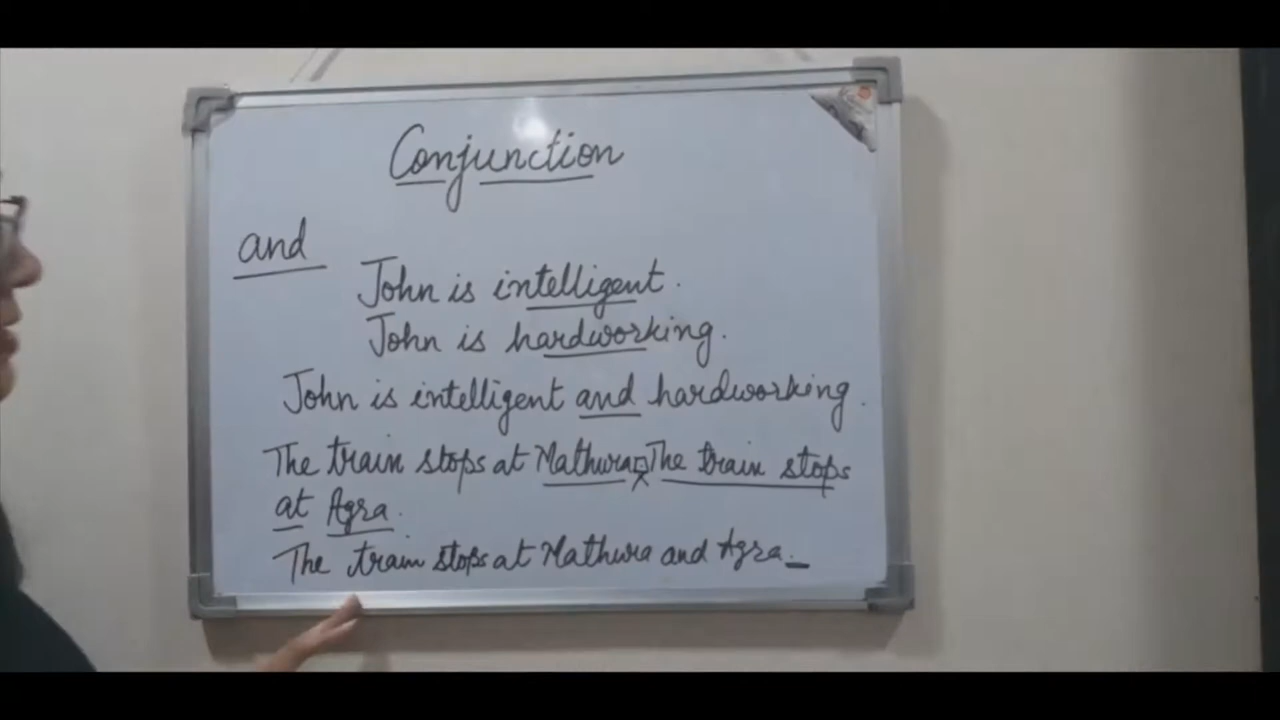 Conjunction
and
John is intelligent.
John is hardworking.
John is intelligent and hardworking.
The train stops at Mathura. The train stops
at Agra.
The train stops at Mathura and Agra.